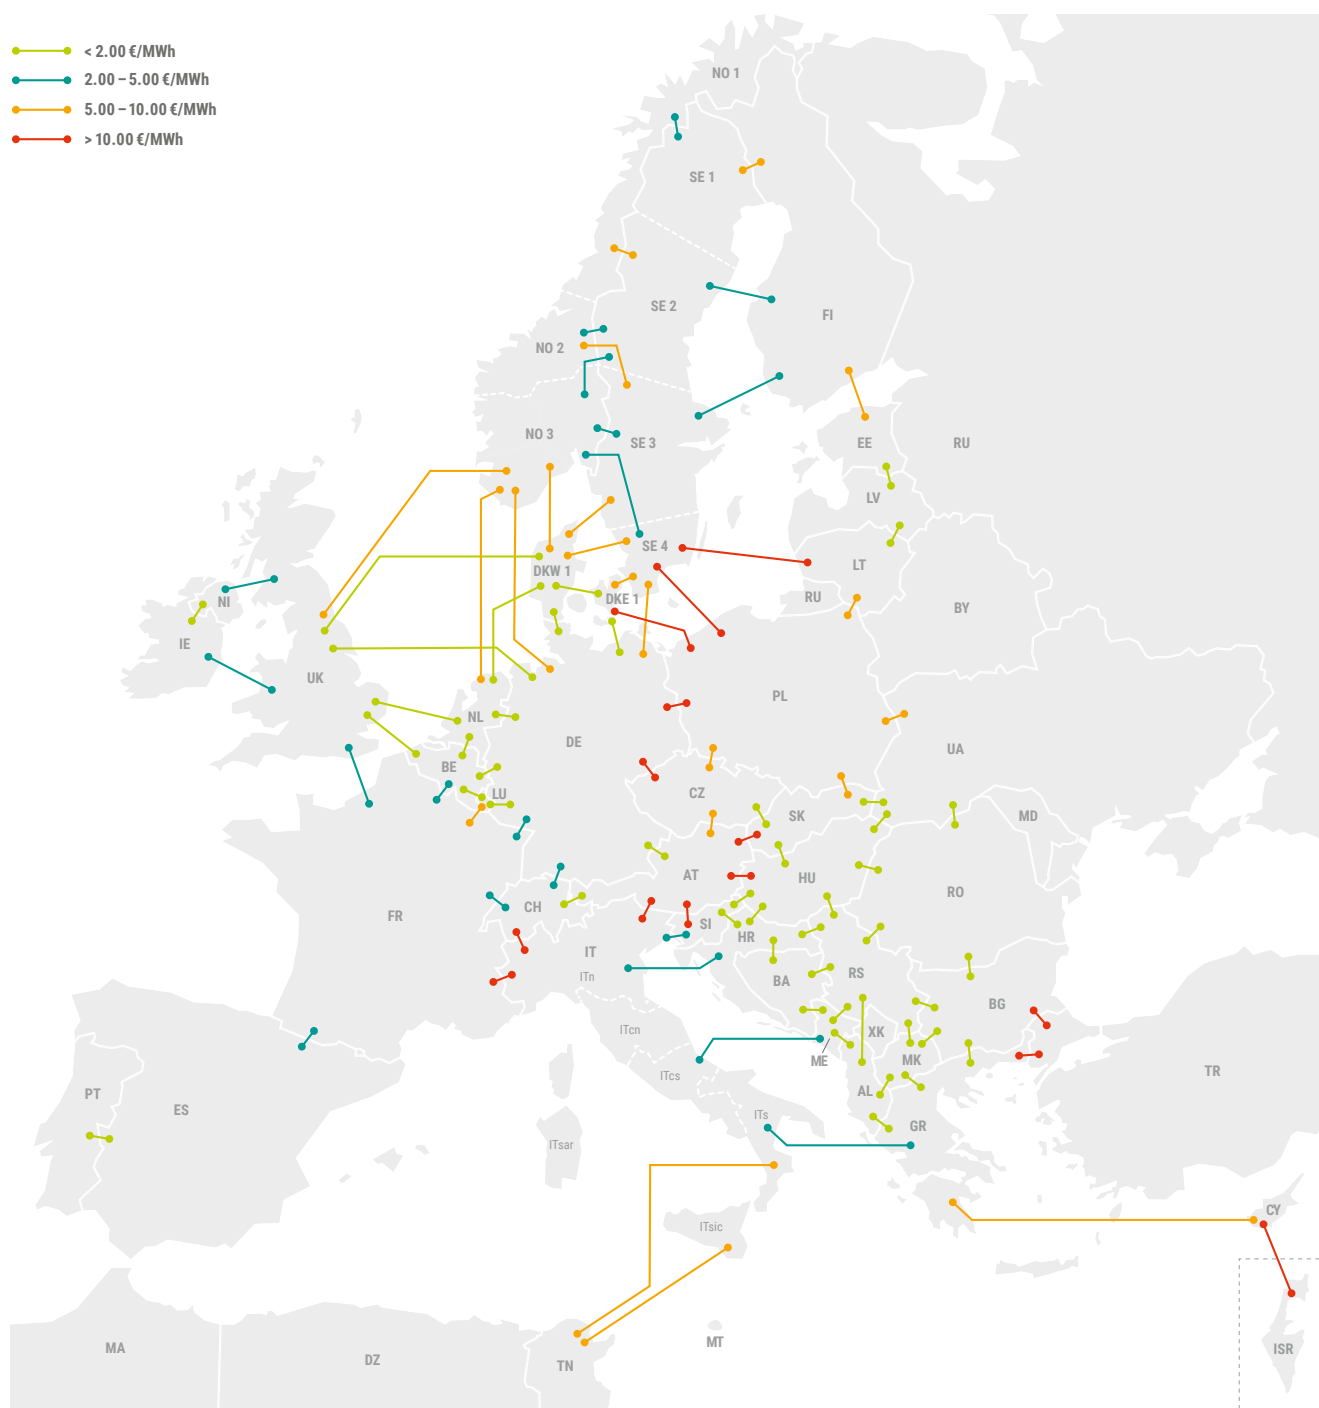 < 2.00 €/MWh
2.00 – 5.00 €/MWh
5.00 – 10.00 €/MWh
> 10.00 €/MWh
NO 1
SE 1
SE 2
FI
NO 2
NO 3
SE 3
EE
RU
LV
SE 4
LT
DKW 1
DKE 1
RU
BY
NI
IE
UK
NL
DE
PL
UA
BE
LU
CZ
SK
MD
AT
HU
RO
FR
CH
SI
HR
IT
ITn
BA
RS
BG
ITcn
XK
ME
MK
ITcs
TR
PT
ES
AL
ITs
GR
ITsar
ITsic
CY
MT
MA
DZ
TN
ISR